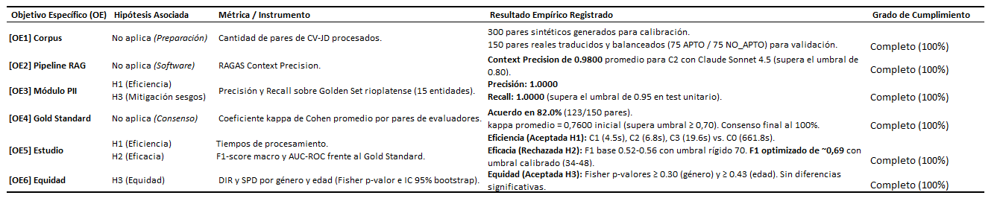 Objetivo Específico (OE) Hipótesis Asociada Métrica / Instrumento Resultado Empírico Registrado Grado de Cumplimiento
[OE1] Corpus No aplica (Preparación) Cantidad de pares de CV-JD procesados. 300 pares sintéticos generados para calibración.
150 pares reales traducidos y balanceados (75 APTO / 75 NO_APTO) para validación. Completo (100%)
[OE2] Pipeline RAG No aplica (Software) RAGAS Context Precision. Context Precision de 0.9800 promedio para C2 con Claude Sonnet 4.5 (supera el umbral de
0.80). Completo (100%)
[OE3] Módulo PII H1 (Eficiencia) Precisión y Recall sobre Golden Set rioplatense (15 entidades). Precisión: 1.0000
H3 (Mitigación sesgos) Recall: 1.0000 (supera el umbral de 0.95 en test unitario). Completo (100%)
[OE4] Gold Standard No aplica (Consenso) Coeficiente kappa de Cohen promedio por pares de evaluadores. Acuerdo en 82.0% (123/150 pares).
kappa promedio = 0,7600 inicial (supera umbral ≥ 0,70). Consenso final al 100%. Completo (100%)
[OE5] Estudio H1 (Eficiencia) Tiempos de procesamiento. Eficiencia (Aceptada H1): C1 (4.5s), C2 (6.8s), C3 (19.6s) vs. C0 (661.8s).
H2 (Eficacia) F1-score macro y AUC-ROC frente al Gold Standard. Eficacia (Rechazada H2): F1 base 0.52-0.56 con umbral rígido 70. F1 optimizado de ~0,69 con
umbral calibrado (34-48). Completo (100%)
[OE6] Equidad H3 (Equidad) DIR y SPD por género y edad (Fisher p-valor e IC 95% bootstrap). Equidad (Aceptada H3): Fisher p-valores ≥ 0.30 (género) y ≥ 0.43 (edad). Sin diferencias
significativas. Completo (100%)